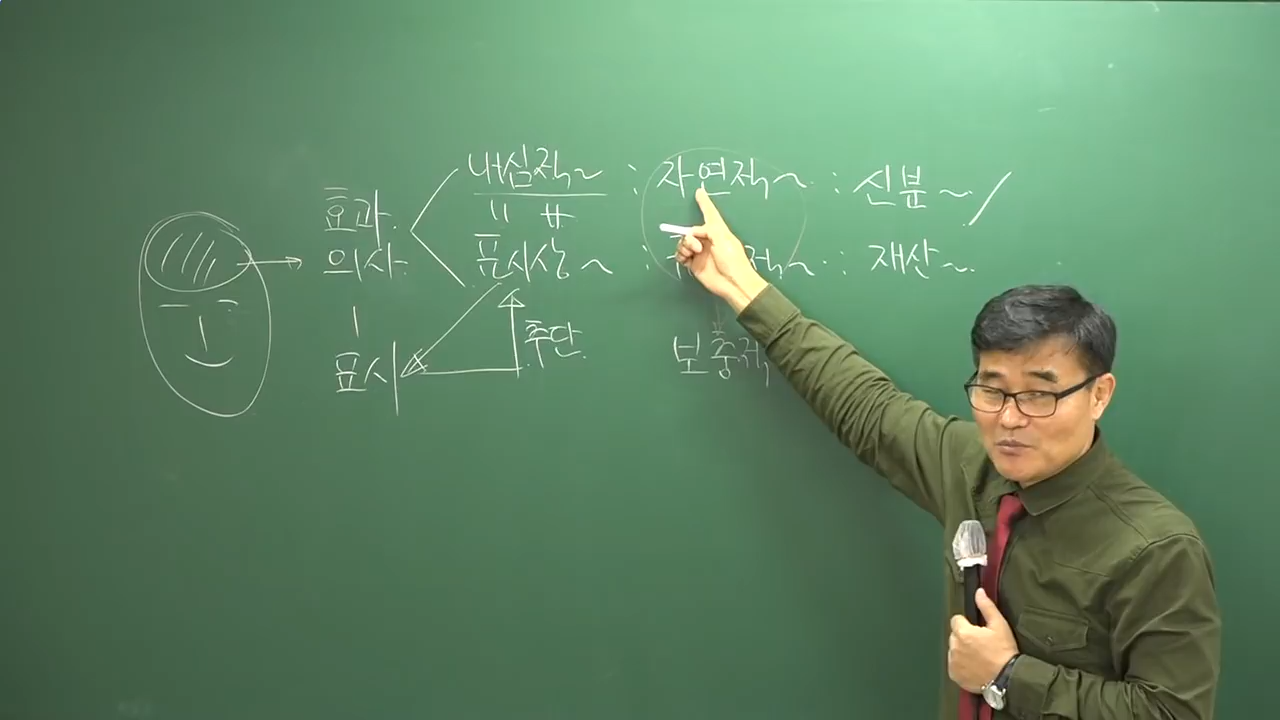 내심적~ : 자연적~ : 신분~
효과
의사
표시상~ : : 재산~
표시
추단
보충적